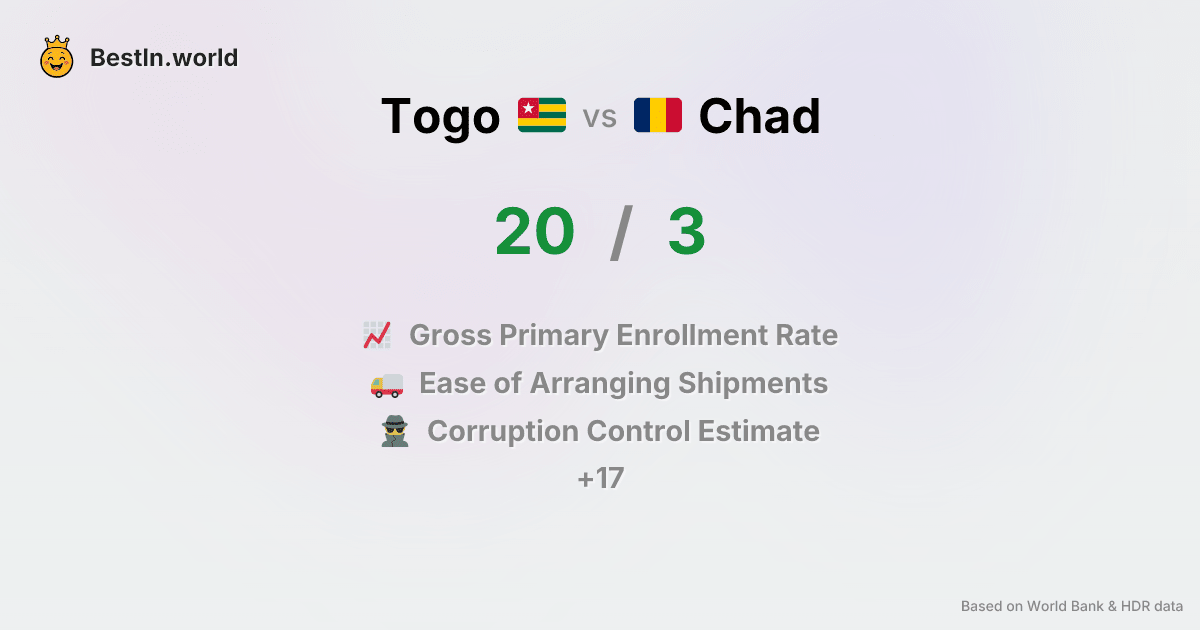 BestIn.world
Togo vs Chad
20 / 3
Gross Primary Enrollment Rate
Ease of Arranging Shipments
Corruption Control Estimate
+17
Based on World Bank & HDR data